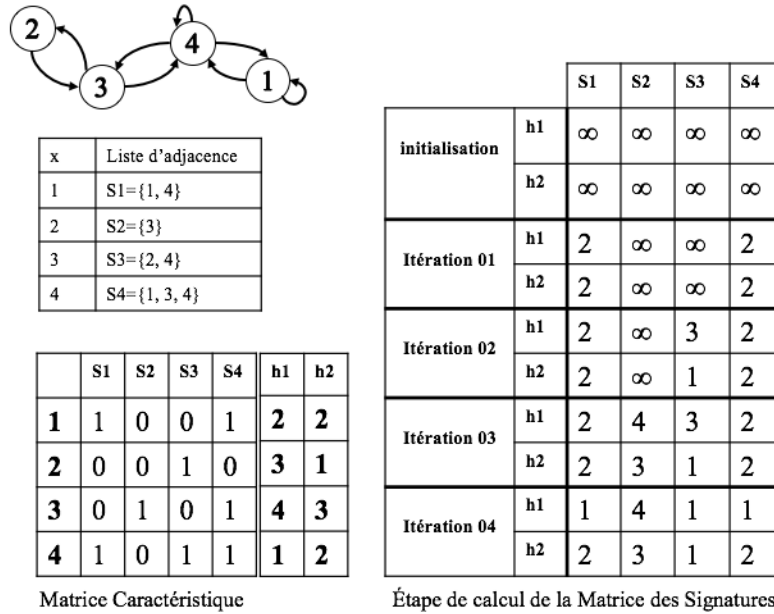 2
3
4
1
x Liste d'adjacence
1 S1={1, 4}
2 S2={3}
3 S3={2, 4}
4 S4={1, 3, 4}
S1 S2 S3 S4 h1 h2
1 1 0 0 1 2 2
2 0 0 1 0 3 1
3 0 1 0 1 4 3
4 1 0 1 1 1 2
Matrice Caractéristique
S1 S2 S3 S4
initialisation h1 ∞ ∞ ∞ ∞
h2 ∞ ∞ ∞ ∞
Itération 01 h1 2 ∞ ∞ 2
h2 2 ∞ ∞ 2
Itération 02 h1 2 ∞ 3 2
h2 2 ∞ 1 2
Itération 03 h1 2 4 3 2
h2 2 3 1 2
Itération 04 h1 1 4 1 1
h2 2 3 1 2
Étape de calcul de la Matrice des Signatures